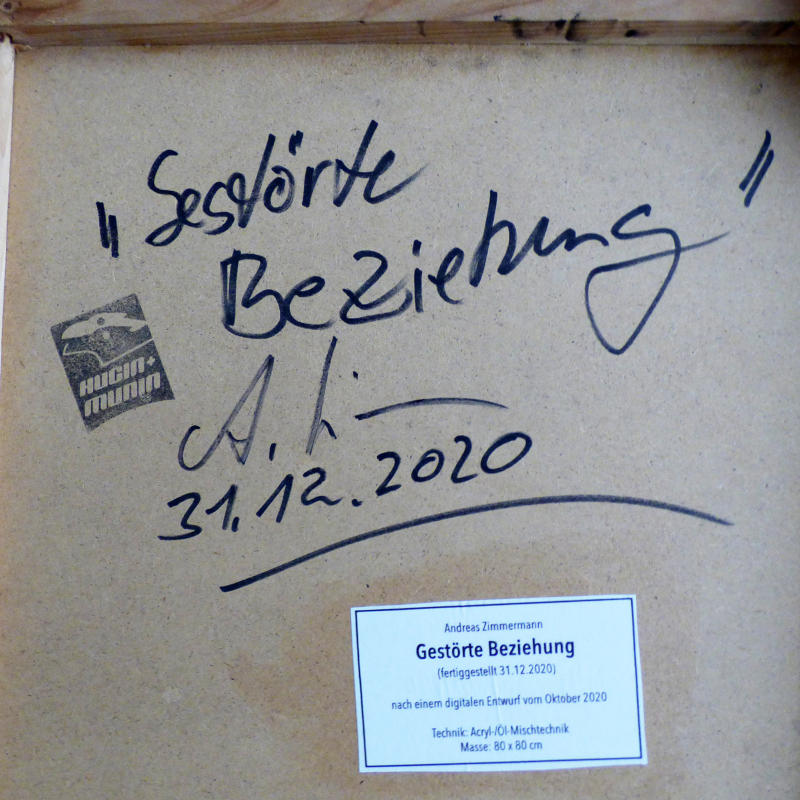 „Gestörte
Beziehung"
HUGIN+
MUNIN
31.12.2020
Andreas Zimmermann
Gestörte Beziehung
(fertiggestellt 31.12.2020)
nach einem digitalen Entwurf vom Oktober 2020
Technik: Acryl-/Öl-Mischtechnik
Masse: 80 x 80 cm